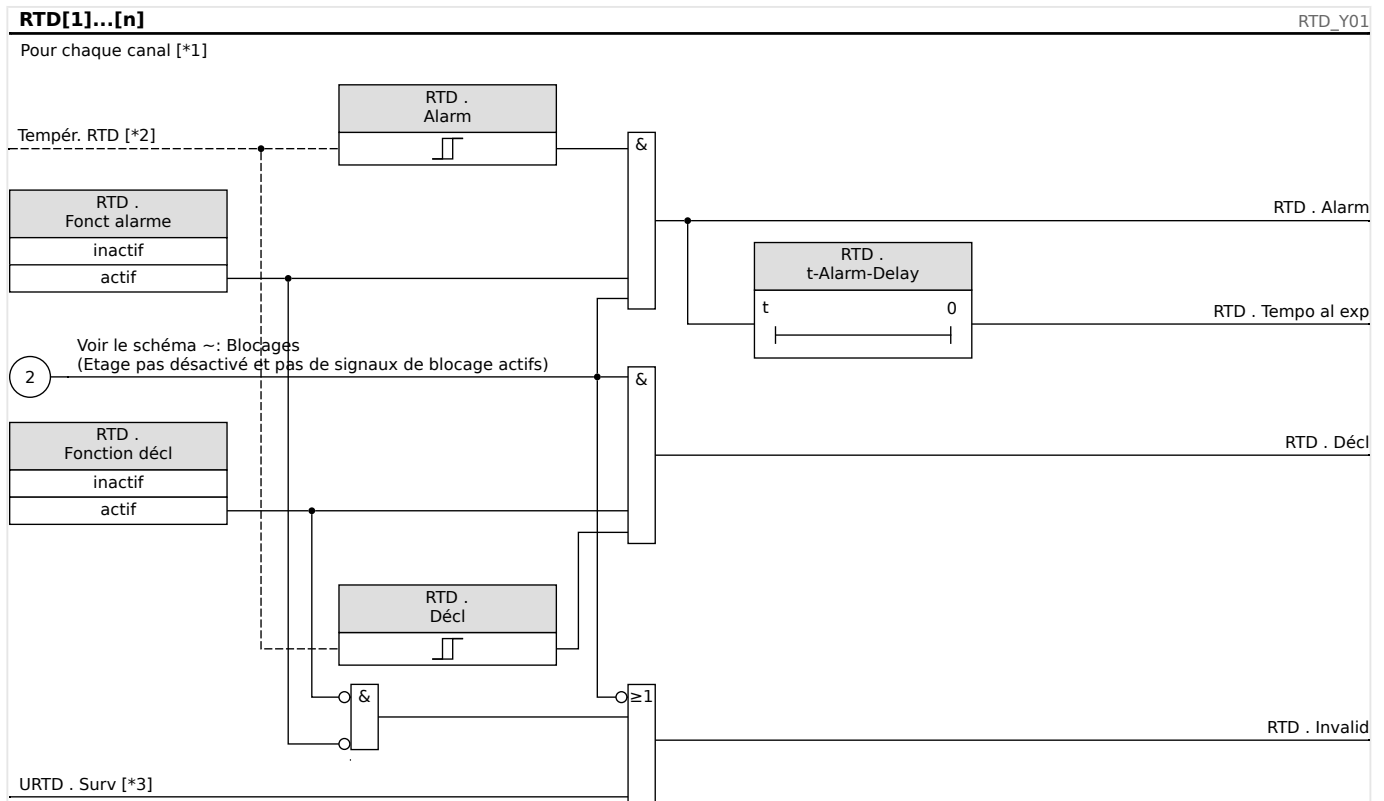 RTD[1]...[n]
RTD_Y01
Pour chaque canal [*1]
RTD .
Alarm
Tempér. RTD [*2]
&
RTD .
Fonct alarme
inactif
actif
RTD . Alarm
RTD .
t-Alarm-Delay
t 0
RTD . Tempo al exp
Voir le schéma ~: Blocages
(Etage pas désactivé et pas de signaux de blocage actifs)
2
&
RTD .
Fonction décl
inactif
actif
RTD . Décl
RTD .
Décl
&
≥1
RTD . Invalid
URTD . Surv [*3]